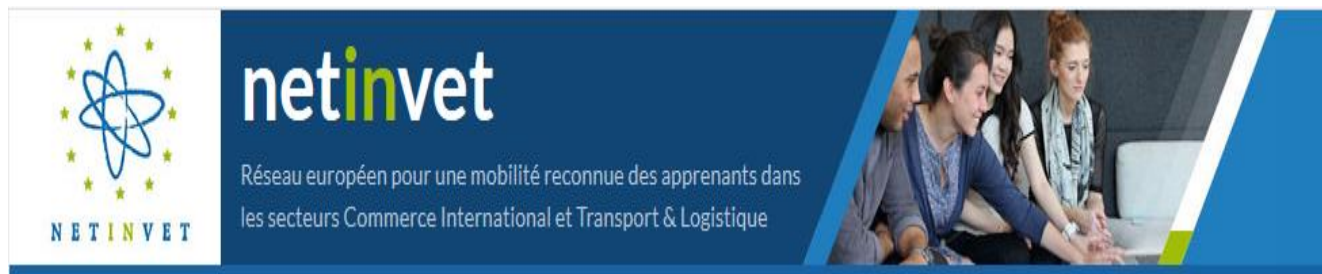 NETINVET
netinvet
Réseau européen pour une mobilité reconnue des apprenants dans
les secteurs Commerce International et Transport & Logistique